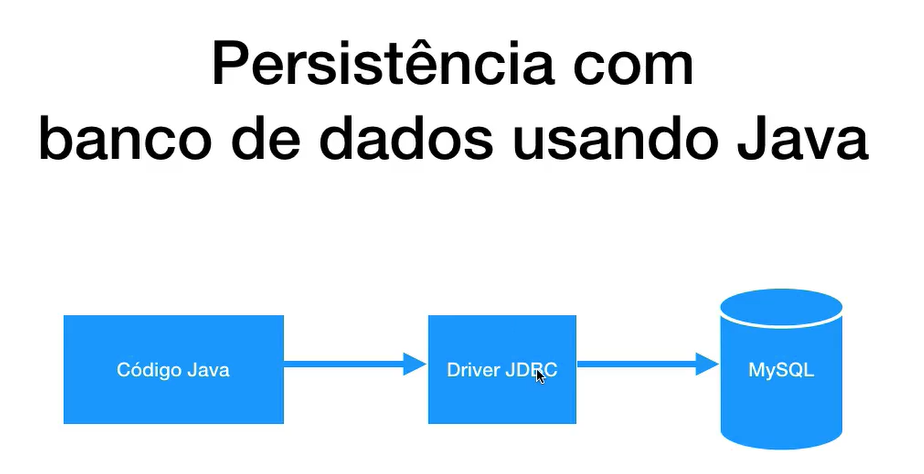 Persistência com
banco de dados usando Java
Código Java
Driver JDBC
MySQL